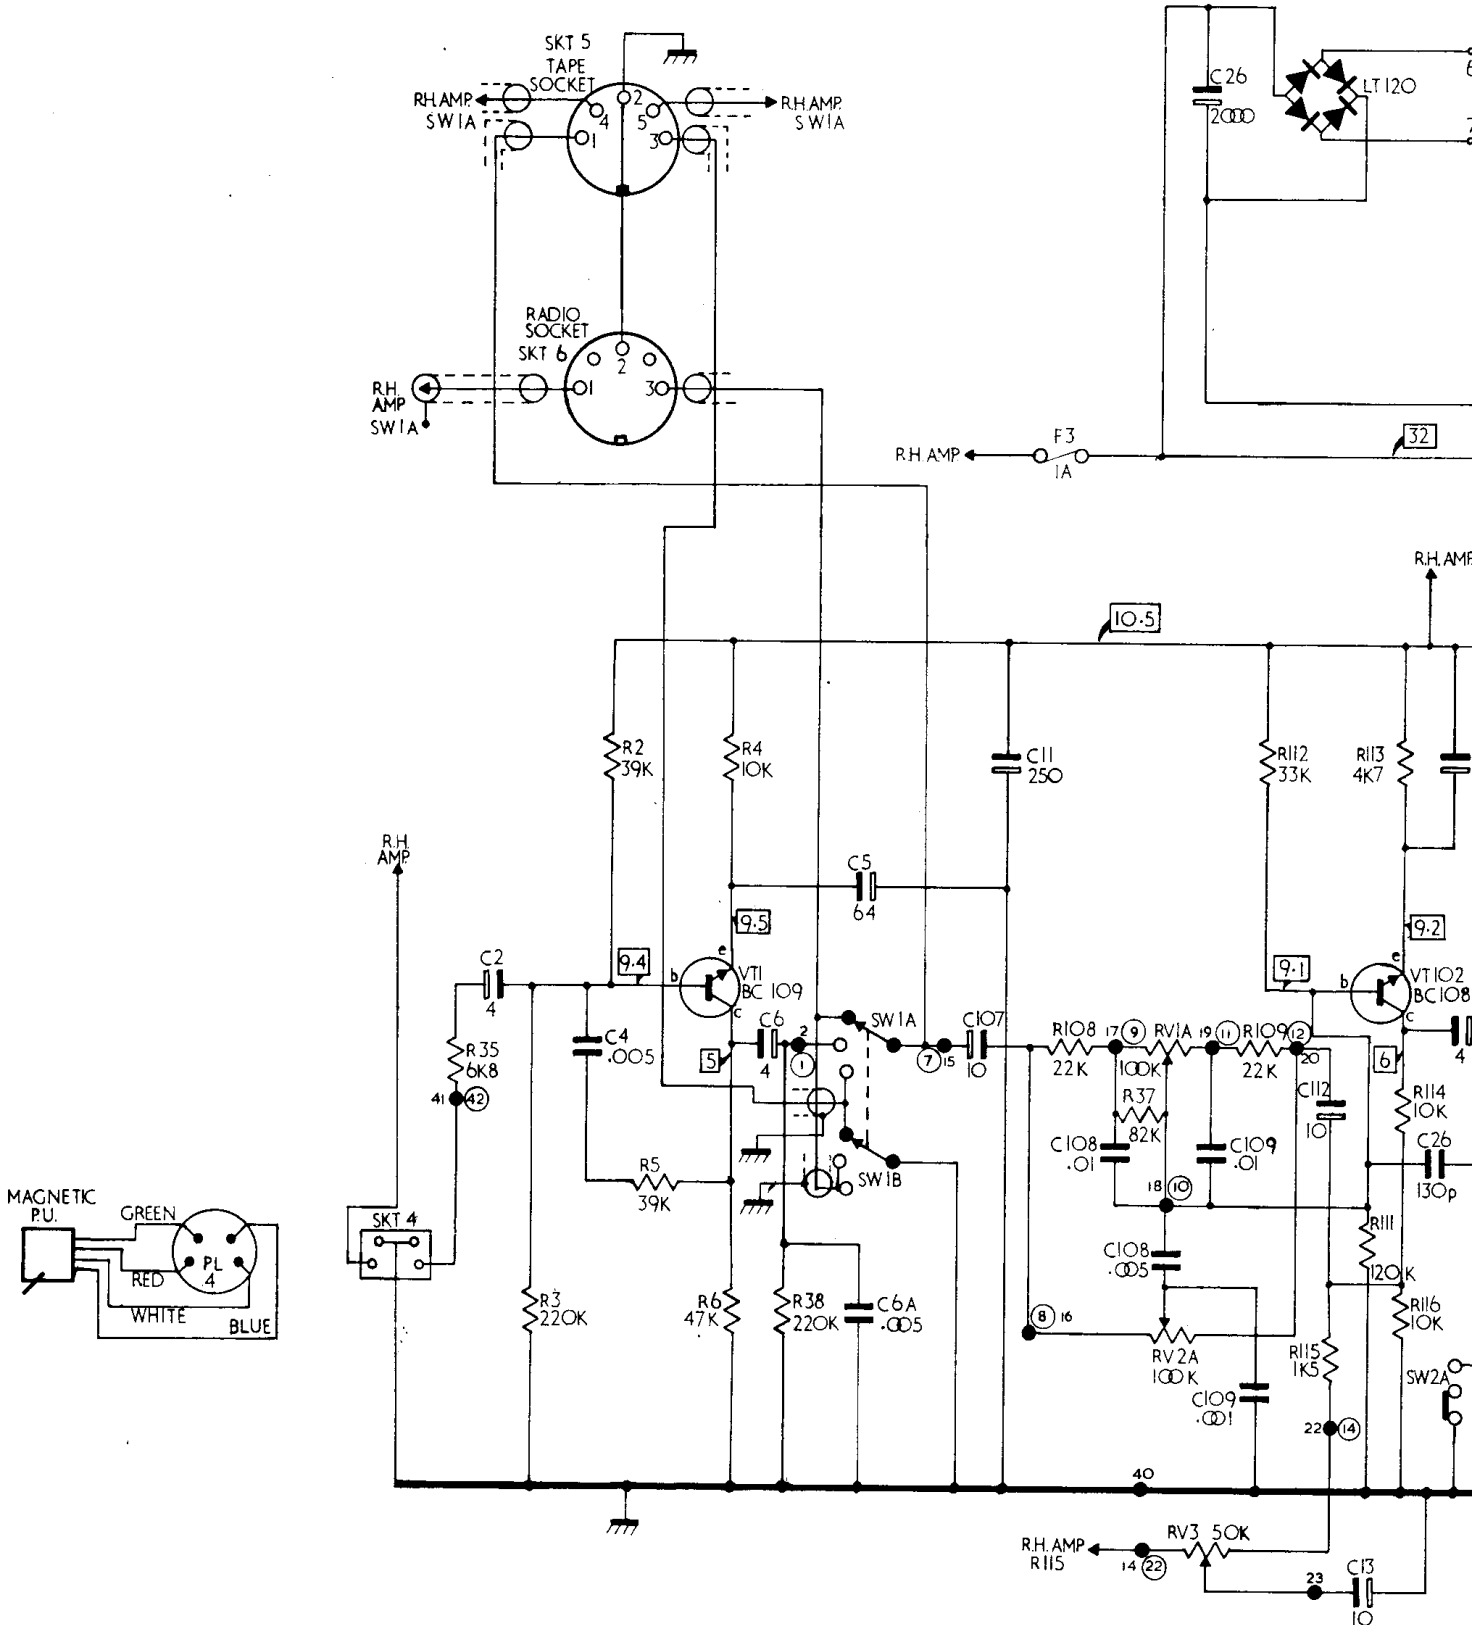 SKT 5
TAPE
SOCKET
R.H.AMP.
SW1A
2
4
5
1
3
R.H.AMP.
SW1A
C26
2000
LT120
RADIO
SOCKET
SKT 6
2
1
3
R.H.
AMP
SW1A
R.H.AMP.
F3
1A
32
R.H.AMP.
10.5
R2
39K
R4
10K
C11
250
R112
33K
R113
4K7
R.H.
AMP.
C5
64
9.5
9.2
C2
4
9.4
b
e
c
VT1
BC 109
9.1
b
e
c
VT102
BC108
R35
6K8
41
42
C4
.005
5
C6
4
2
1
SW1A
7
15
C107
10
R108
22K
17
9
RV1A
100K
19
11
R109
22K
12
20
6
4
R37
82K
C112
10
R114
10K
C108
.01
C109
.01
C26
130p
R5
39K
SW1B
18
10
MAGNETIC
P.U.
GREEN
RED
WHITE
BLUE
PL
4
SKT 4
C108
.005
R111
120K
R3
220K
R6
47K
R38
220K
C6A
.005
8
16
RV2A
100K
R116
10K
R115
1K5
SW2A
C109
.001
22
14
40
R.H.AMP
R115
14
22
RV3 50K
23
C13
10